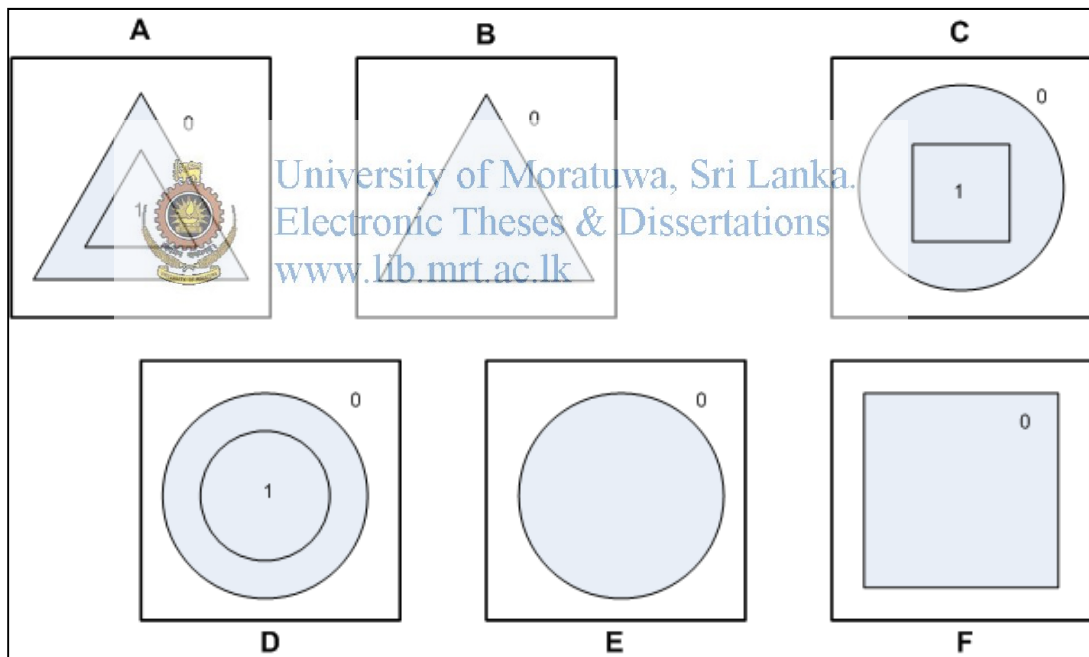 A B C
0 0 0
1 1
University of Moratuwa, Sri Lanka.
Electronic Theses & Dissertations
www.lib.mrt.ac.lk
0 0 0
1
D E F